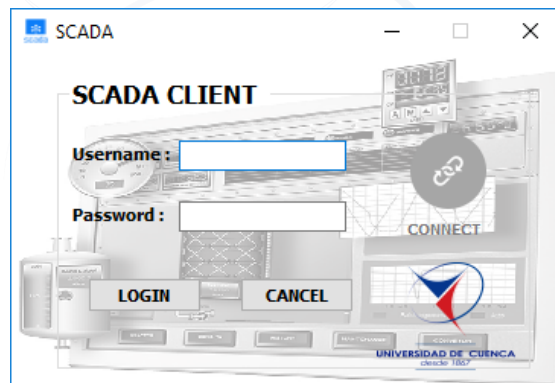 SCADA
SCADA CLIENT
Username :
Password :
CONNECT
LOGIN
CANCEL
UNIVERSIDAD DE CUENCA
desde 1867